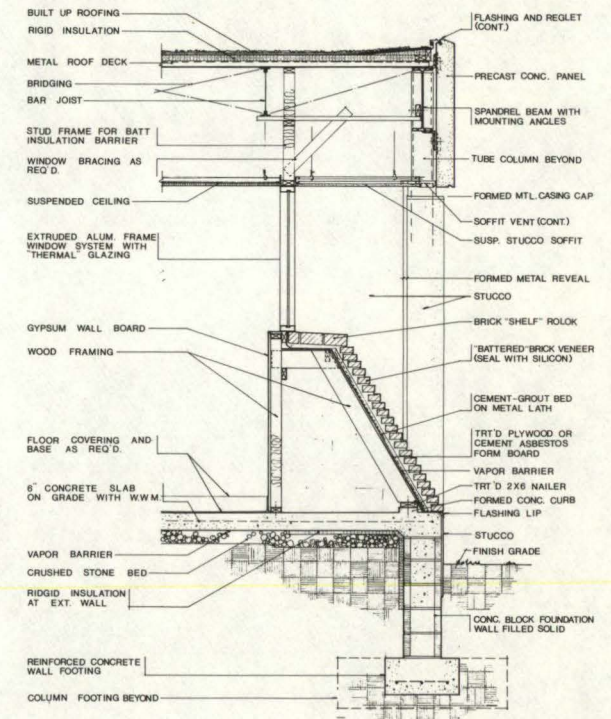 BUILT UP ROOFING
RIGID INSULATION
METAL ROOF DECK
BRIDGING
BAR JOIST
STUD FRAME FOR BATT
INSULATION BARRIER
WINDOW BRACING AS
REQ'D.
SUSPENDED CEILING
EXTRUDED ALUM. FRAME
WINDOW SYSTEM WITH
"THERMAL" GLAZING
GYPSUM WALL BOARD
WOOD FRAMING
FLOOR COVERING AND
BASE AS REQ'D.
6" CONCRETE SLAB
ON GRADE WITH W.W.M.
VAPOR BARRIER
CRUSHED STONE BED
RIDGID INSULATION
AT EXT. WALL
REINFORCED CONCRETE
WALL FOOTING
COLUMN FOOTING BEYOND
FLASHING AND REGLET
(CONT.)
PRECAST CONC. PANEL
SPANDREL BEAM WITH
MOUNTING ANGLES
TUBE COLUMN BEYOND
FORMED MTL. CASING CAP
SOFFIT VENT (CONT.)
SUSP. STUCCO SOFFIT
FORMED METAL REVEAL
STUCCO
BRICK "SHELF" ROLOK
"BATTERED" BRICK VENEER
(SEAL WITH SILICON)
CEMENT-GROUT BED
ON METAL LATH
TRT'D PLYWOOD OR
CEMENT ASBESTOS
FORM BOARD
VAPOR BARRIER
TRT'D 2X6 NAILER
FORMED CONC. CURB
FLASHING LIP
STUCCO
FINISH GRADE
CONC. BLOCK FOUNDATION
WALL FILLED SOLID